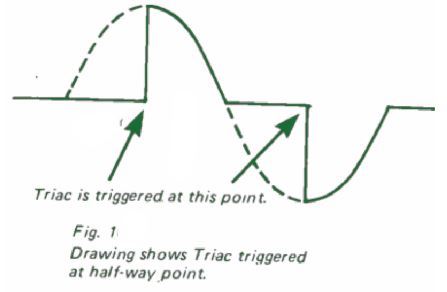 Triac is triggered at this point.
Fig. 1
Drawing shows Triac triggered
at half-way point.